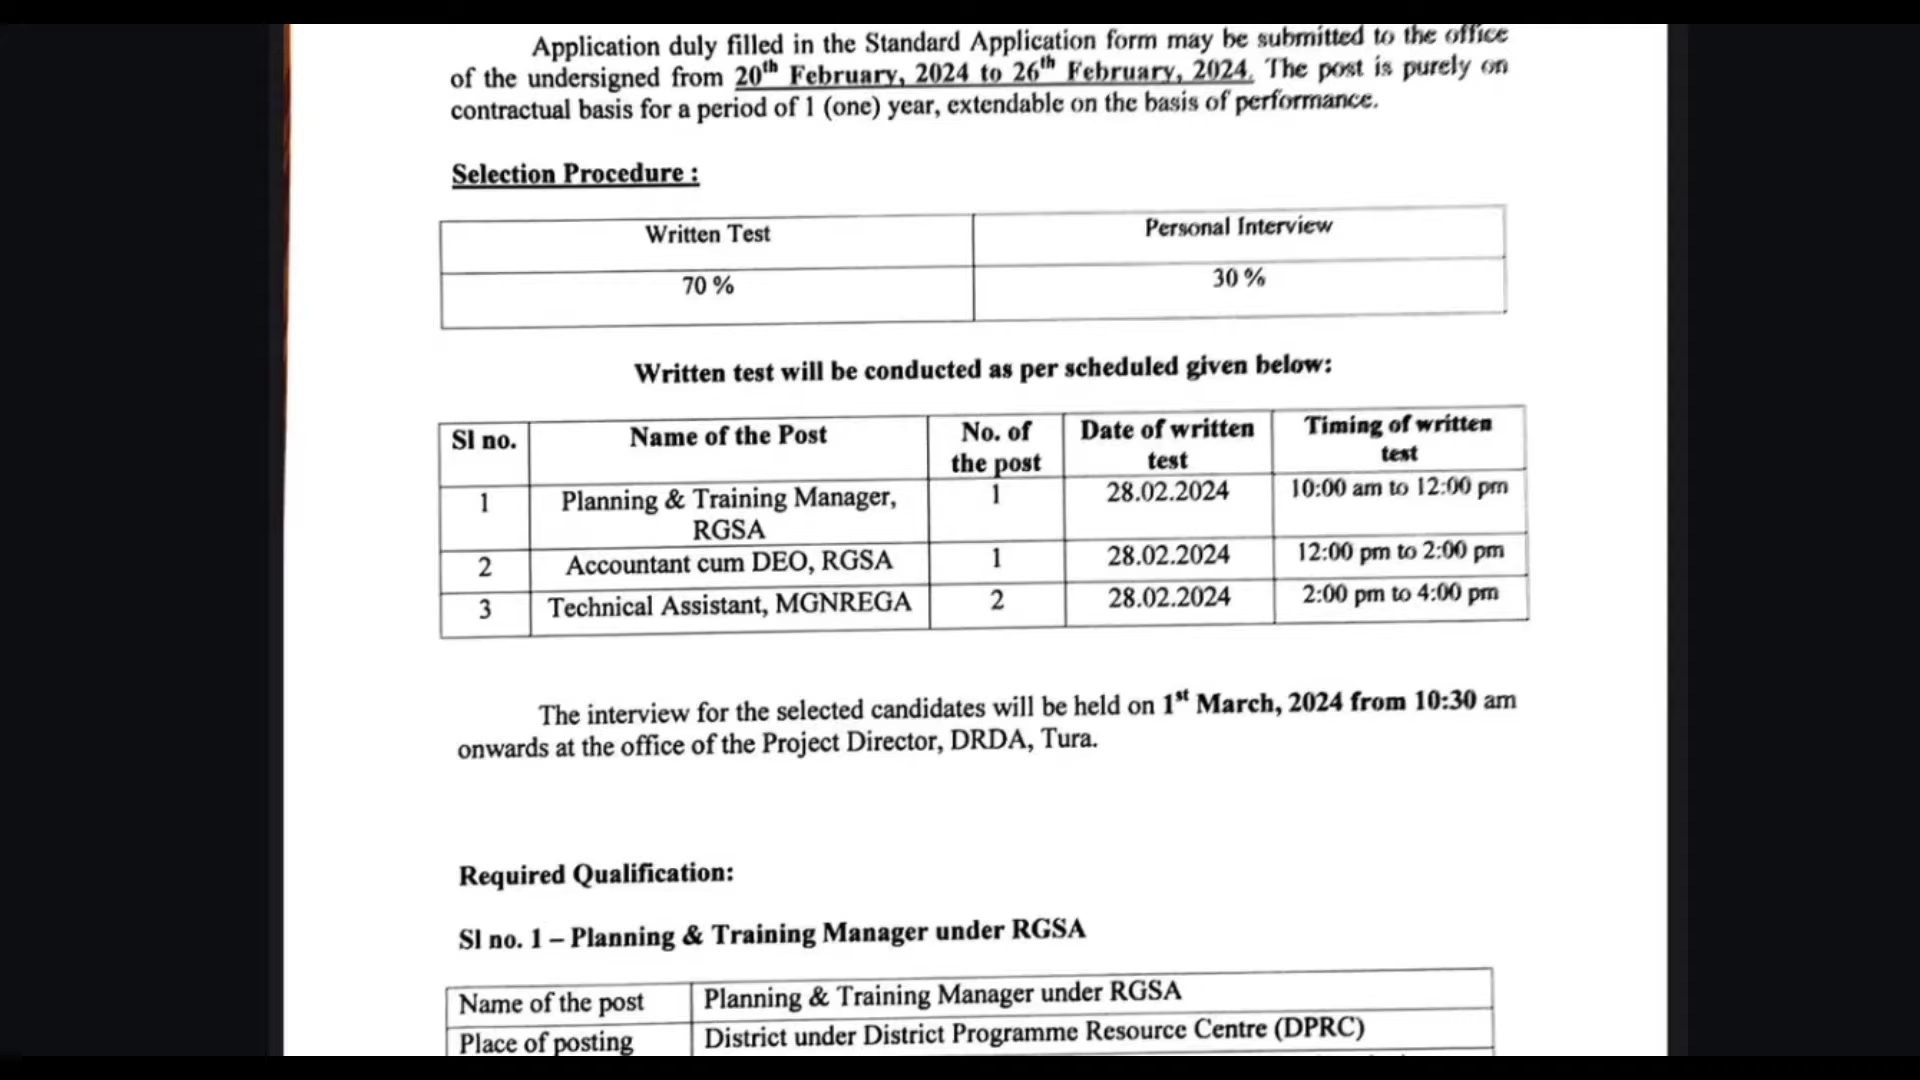 Application duly filled in the Standard Application form may be submitted to the office
of the undersigned from 20th February, 2024 to 26th February, 2024. The post is purely on
contractual basis for a period of 1 (one) year, extendable on the basis of performance.
Selection Procedure :
Written Test Personal Interview
70 % 30 %
Written test will be conducted as per scheduled given below:
Sl no. Name of the Post No. of the post Date of written test Timing of written test
1 Planning & Training Manager, RGSA 1 28.02.2024 10:00 am to 12:00 pm
2 Accountant cum DEO, RGSA 1 28.02.2024 12:00 pm to 2:00 pm
3 Technical Assistant, MGNREGA 2 28.02.2024 2:00 pm to 4:00 pm
The interview for the selected candidates will be held on 1st March, 2024 from 10:30 am
onwards at the office of the Project Director, DRDA, Tura.
Required Qualification:
Sl no. 1 – Planning & Training Manager under RGSA
Name of the post Planning & Training Manager under RGSA
Place of posting District under District Programme Resource Centre (DPRC)